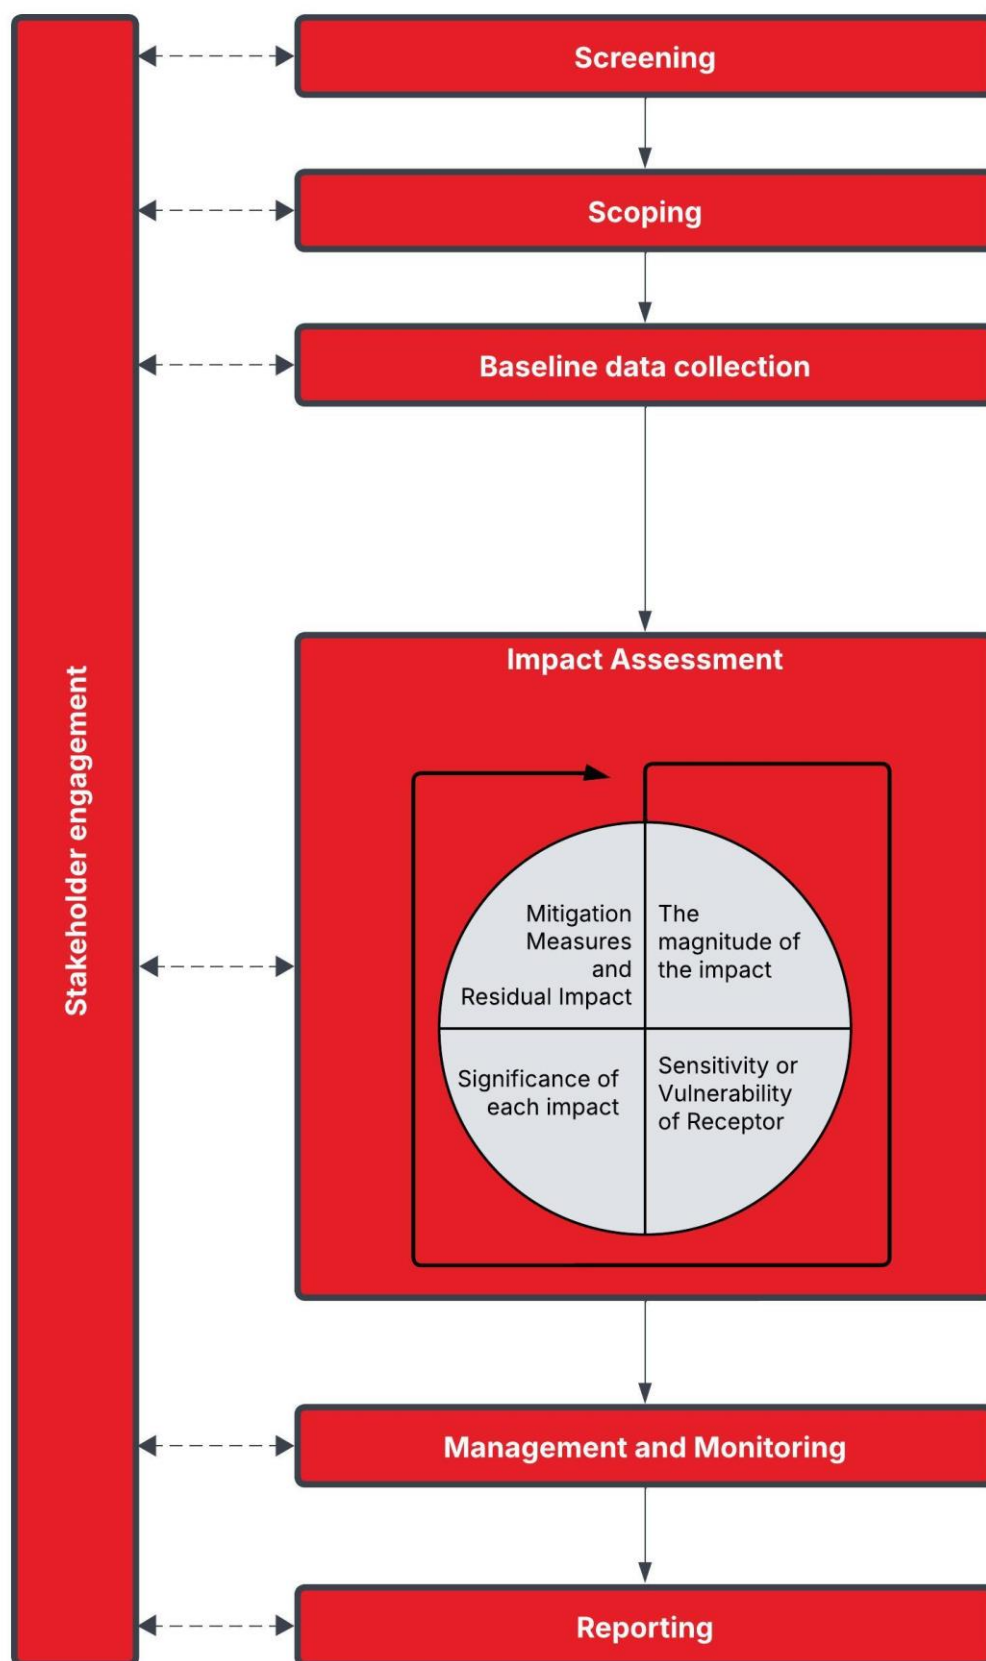 Stakeholder engagement
Screening
Scoping
Baseline data collection
Impact Assessment
Mitigation
Measures
and
Residual Impact
The
magnitude of
the impact
Significance of
each impact
Sensitivity or
Vulnerability
of Receptor
Management and Monitoring
Reporting